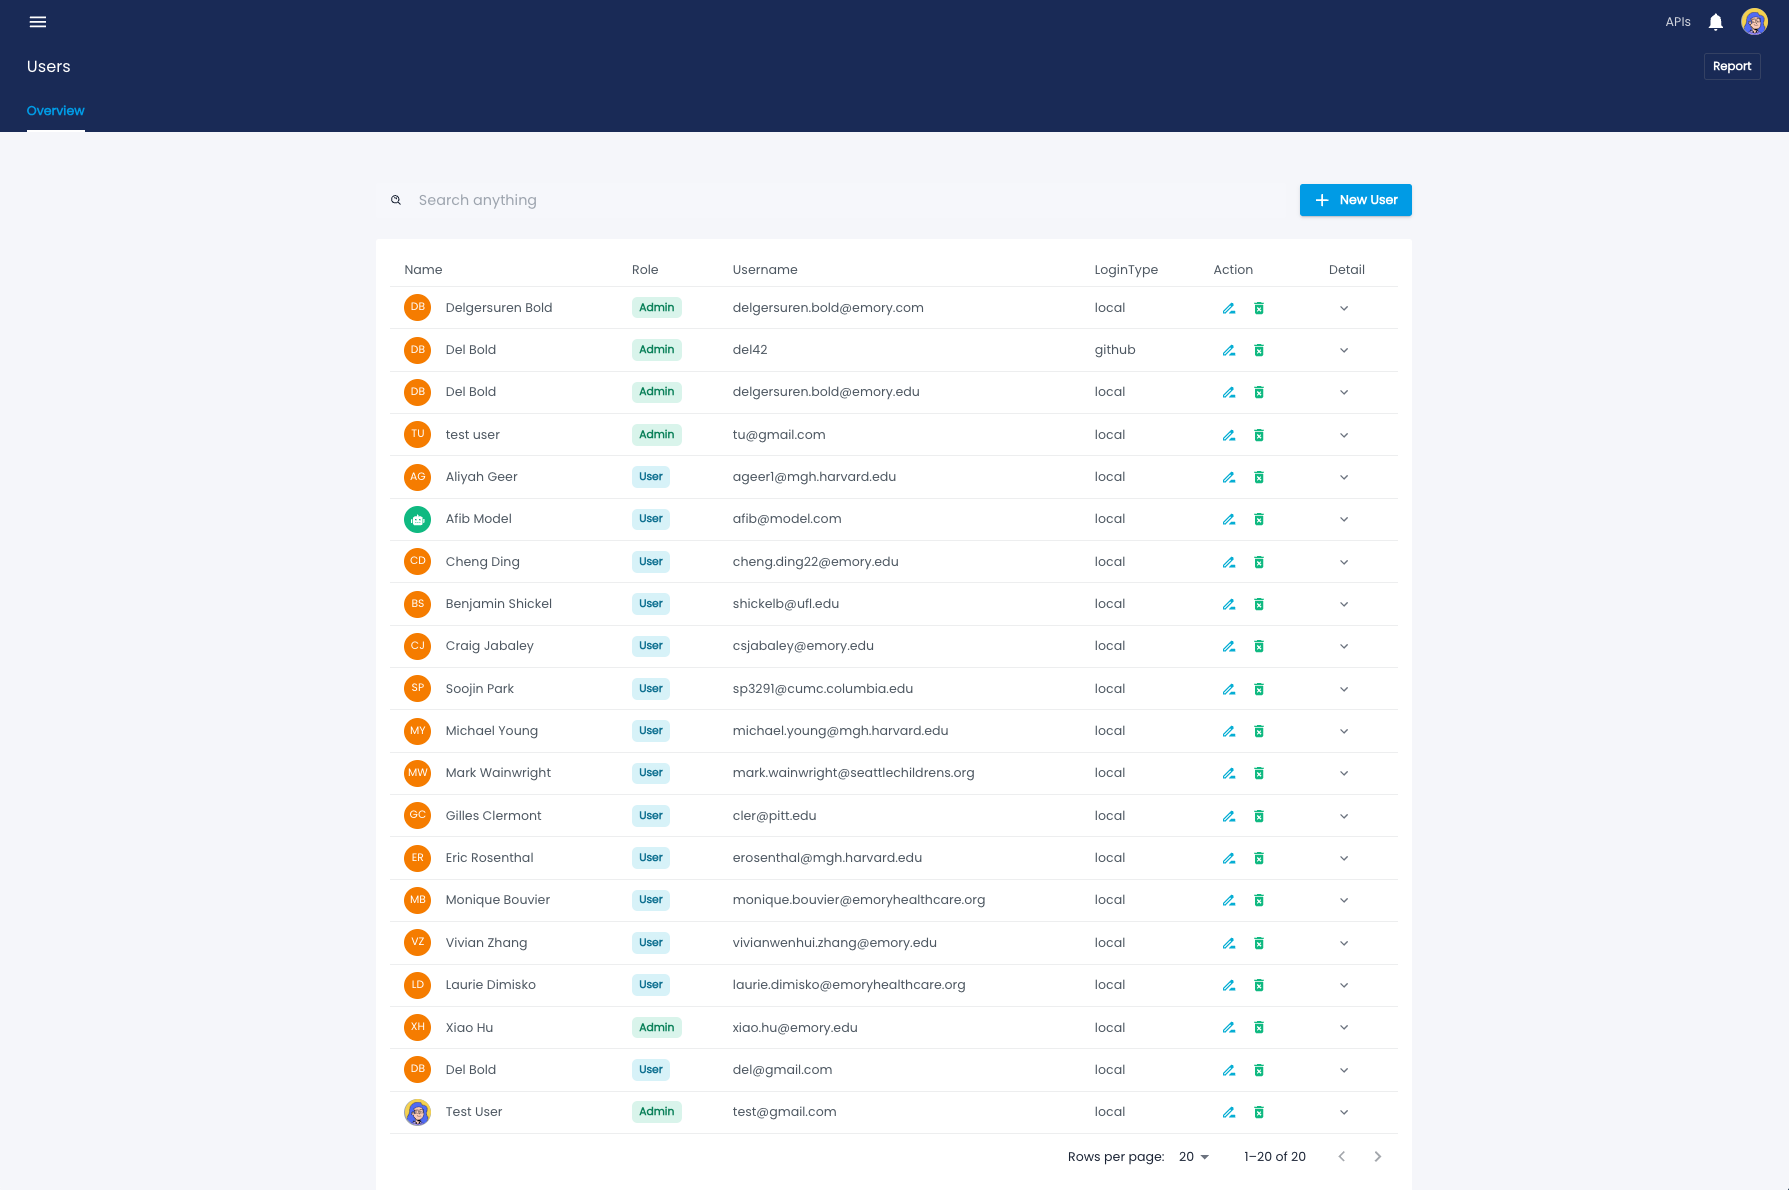 APIs
Users
Report
Overview
Search anything
New User
Name Role Username LoginType Action Detail
DB Delgersuren Bold Admin delgersuren.bold@emory.com local
DB Del Bold Admin del42 github
DB Del Bold Admin delgersuren.bold@emory.edu local
TU test user Admin tu@gmail.com local
AG Aliyah Geer User ageer1@mgh.harvard.edu local
Afib Model User afib@model.com local
CD Cheng Ding User cheng.ding22@emory.edu local
BS Benjamin Shickel User shickelb@ufl.edu local
CJ Craig Jabaley User csjabaley@emory.edu local
SP Soojin Park User sp3291@cumc.columbia.edu local
MY Michael Young User michael.young@mgh.harvard.edu local
MW Mark Wainwright User mark.wainwright@seattlechildrens.org local
GC Gilles Clermont User cler@pitt.edu local
ER Eric Rosenthal User erosenthal@mgh.harvard.edu local
MB Monique Bouvier User monique.bouvier@emoryhealthcare.org local
VZ Vivian Zhang User vivianwenhui.zhang@emory.edu local
LD Laurie Dimisko User laurie.dimisko@emoryhealthcare.org local
XH Xiao Hu Admin xiao.hu@emory.edu local
DB Del Bold User del@gmail.com local
Test User Admin test@gmail.com local
Rows per page: 20 1–20 of 20